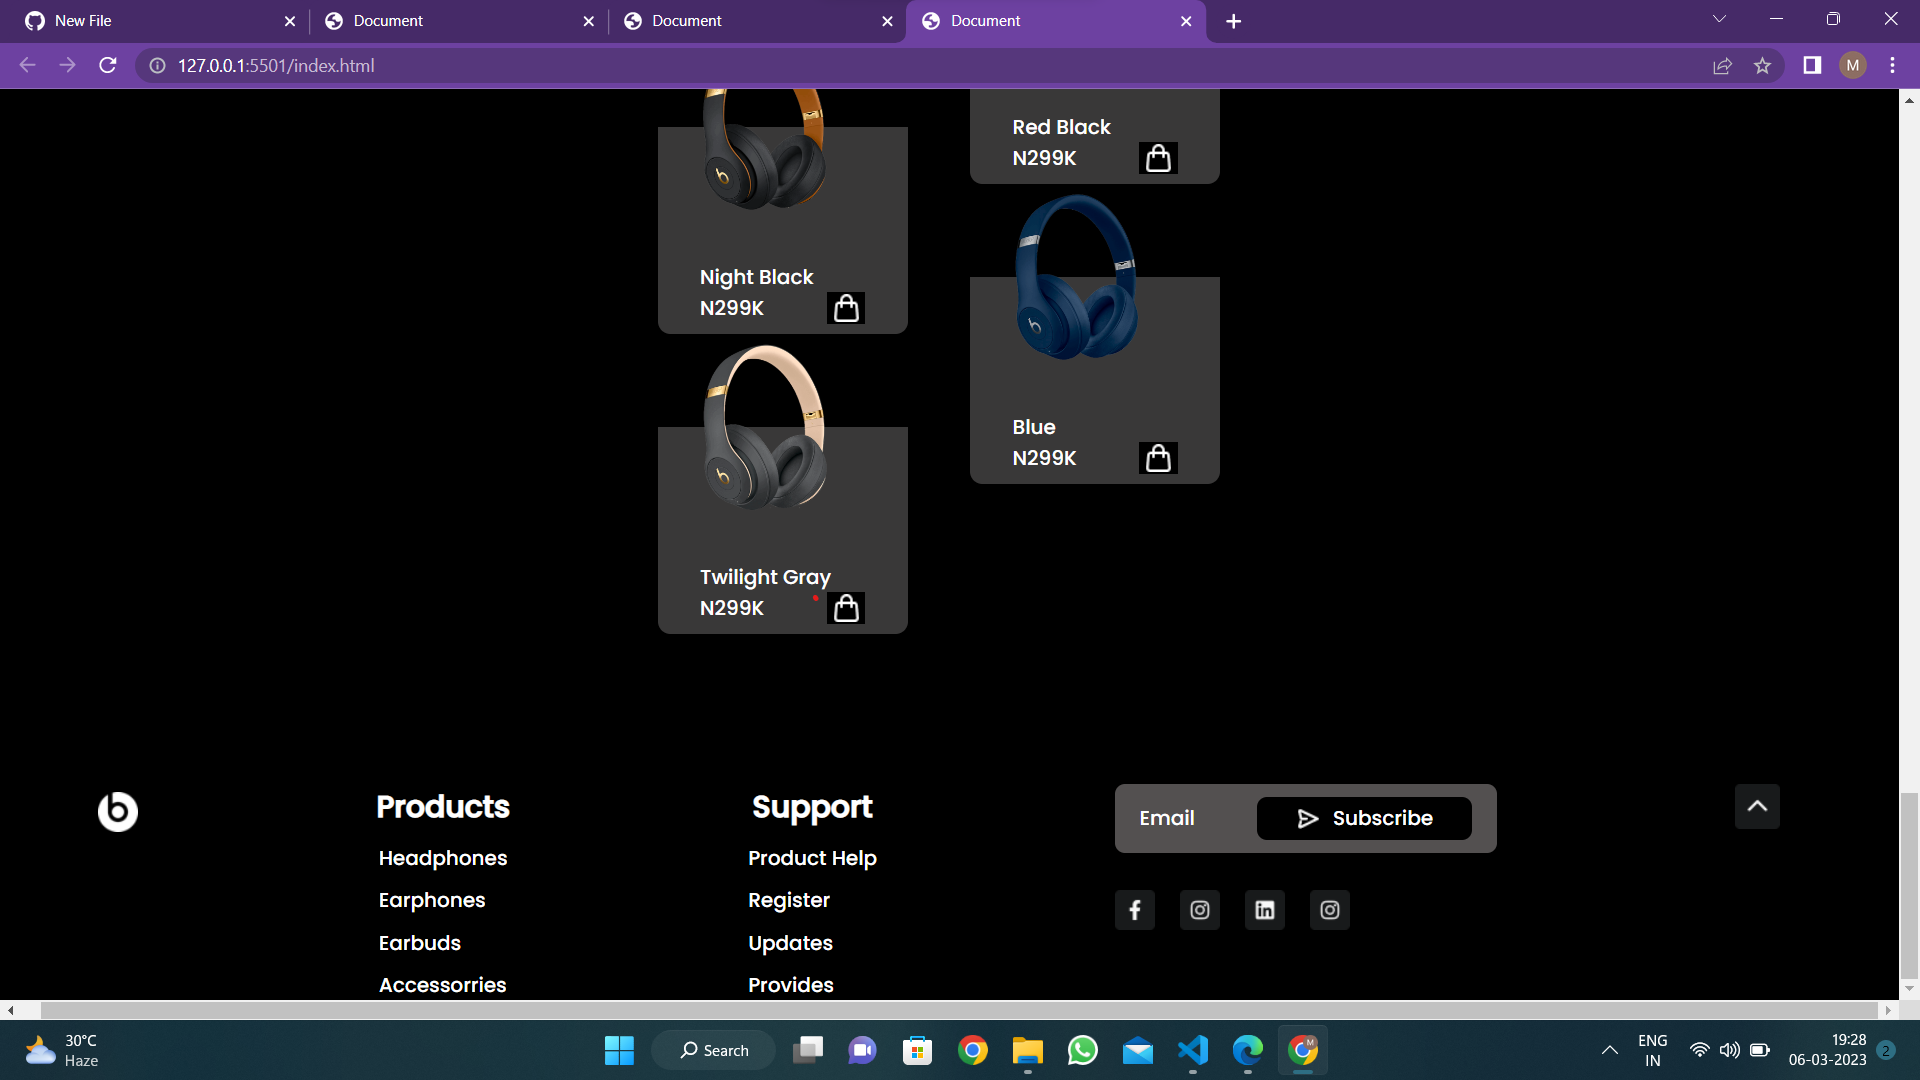 New File
Document
Document
Document
127.0.0.1:5501/index.html
M
Red Black
N299K
Night Black
N299K
Blue
N299K
Twilight Gray
N299K
Products
Headphones
Earphones
Earbuds
Accessorries
Support
Product Help
Register
Updates
Provides
Email
Subscribe
30°C
Haze
Search
M
ENG
IN
19:28
06-03-2023
2